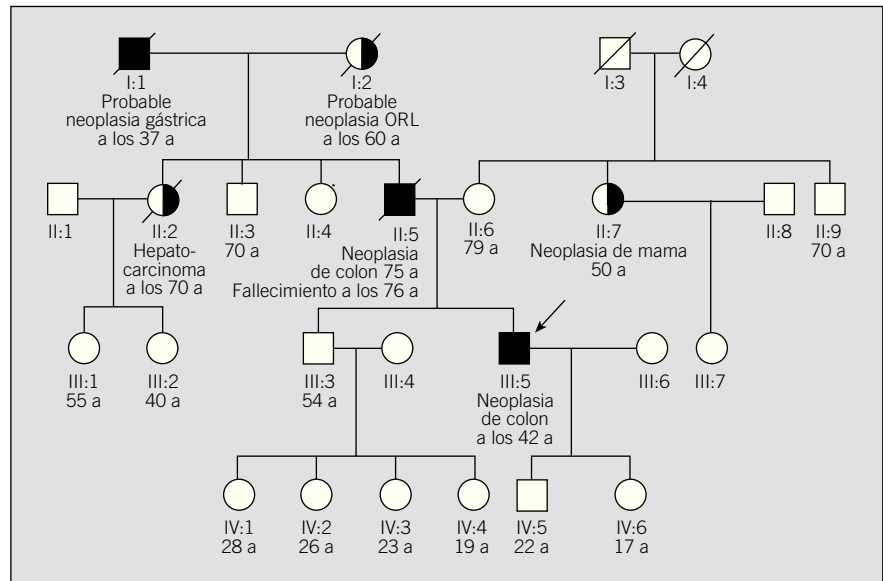 I:1
Probable
neoplasia gástrica
a los 37 a
I:2
Probable
neoplasia ORL
a los 60 a
I:3
I:4
II:1
II:2
Hepato-
carcinoma
a los 70 a
II:3
70 a
II:4
II:5
Neoplasia
de colon 75 a
Fallecimiento a los 76 a
II:6
79 a
II:7
Neoplasia de mama
50 a
II:8
II:9
70 a
III:1
55 a
III:2
40 a
III:3
54 a
III:4
III:5
Neoplasia
de colon
a los 42 a
III:6
III:7
IV:1
28 a
IV:2
26 a
IV:3
23 a
IV:4
19 a
IV:5
22 a
IV:6
17 a